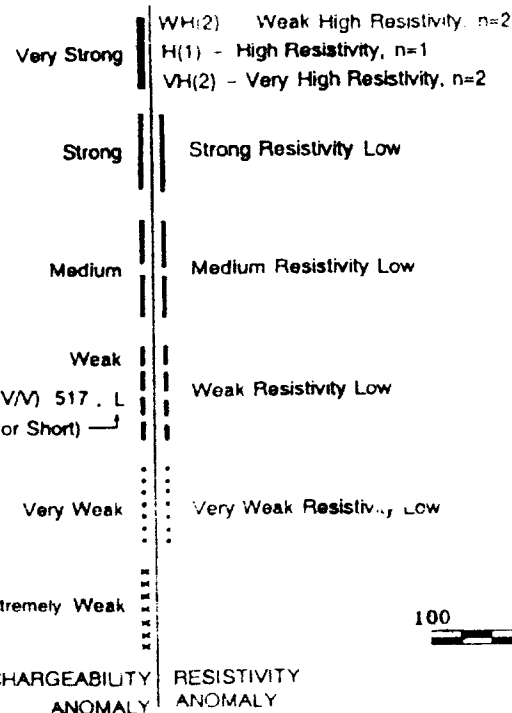 WH(2) Weak High Resistivity, n=2
Very Strong H(1) - High Resistivity, n=1
VH(2) - Very High Resistivity, n=2
Strong Strong Resistivity Low
Medium Medium Resistivity Low
Weak
V/V) 517 . L Weak Resistivity Low
or Short)
Very Weak Very Weak Resistiv.., Low
tremely Weak
100
CHARGEABILITY RESISTIVITY
ANOMALY ANOMALY